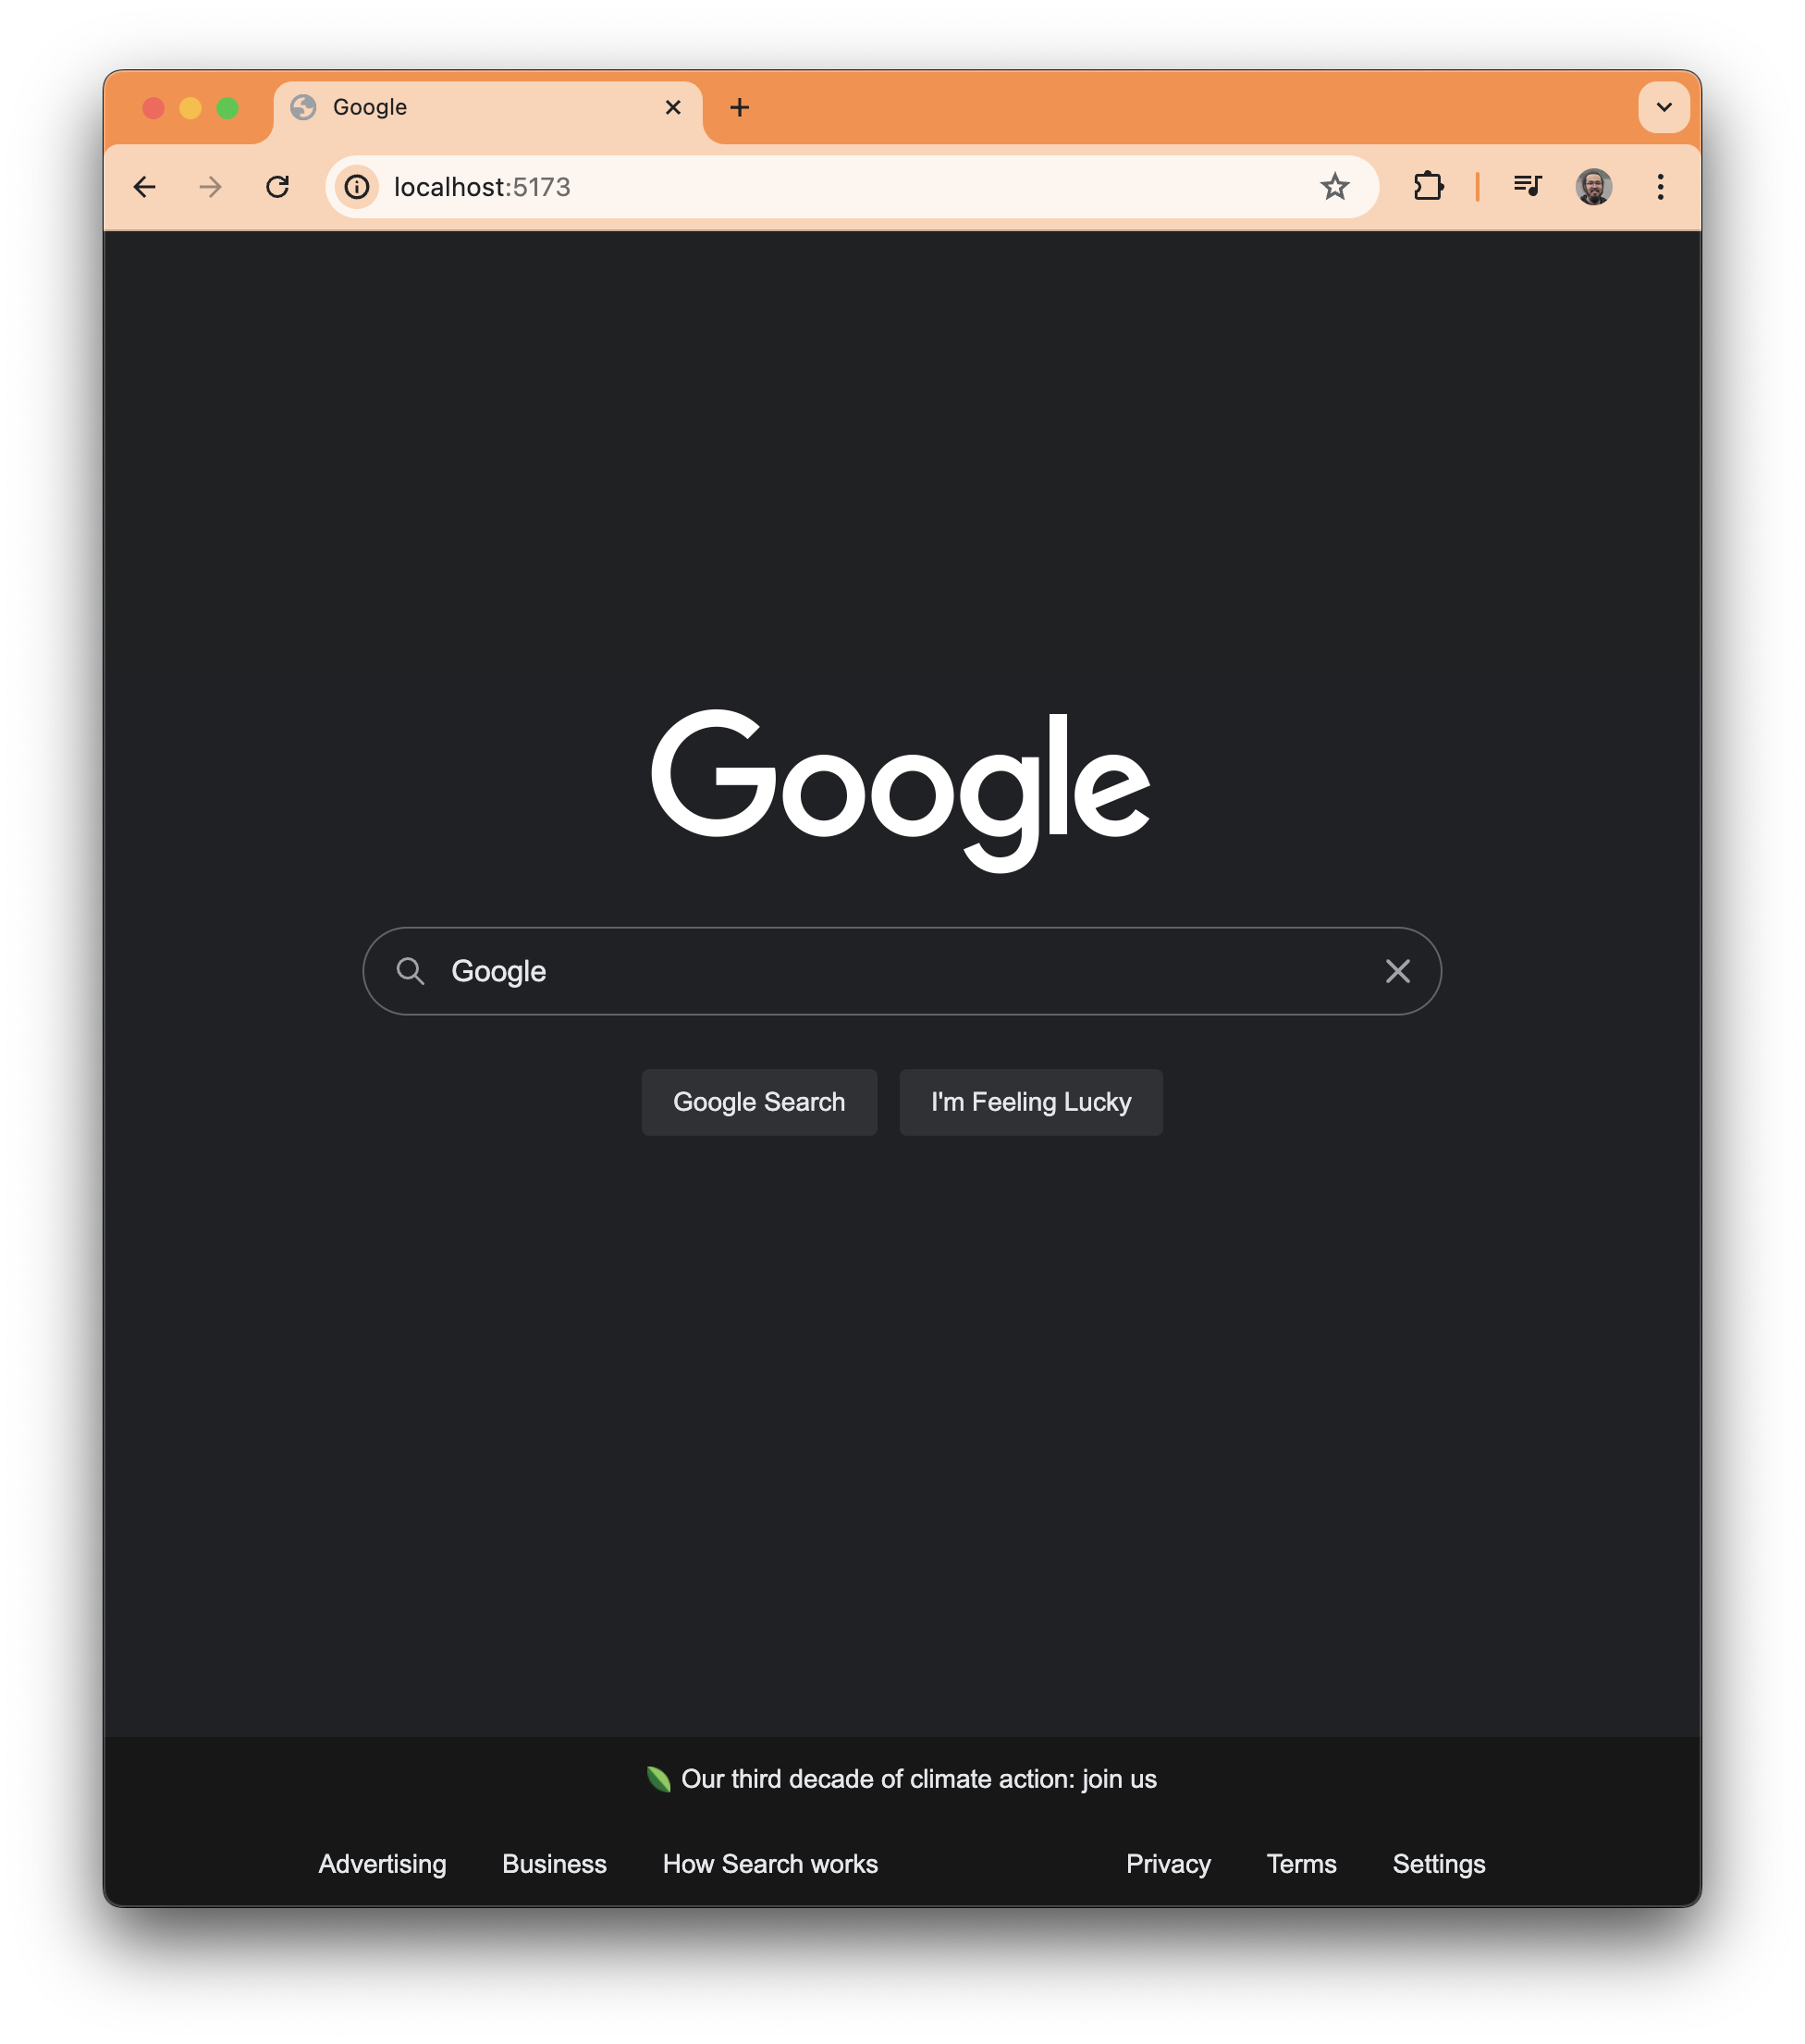 Google
localhost:5173
Google
Google
Google Search I'm Feeling Lucky
Our third decade of climate action: join us
Advertising Business How Search works Privacy Terms Settings